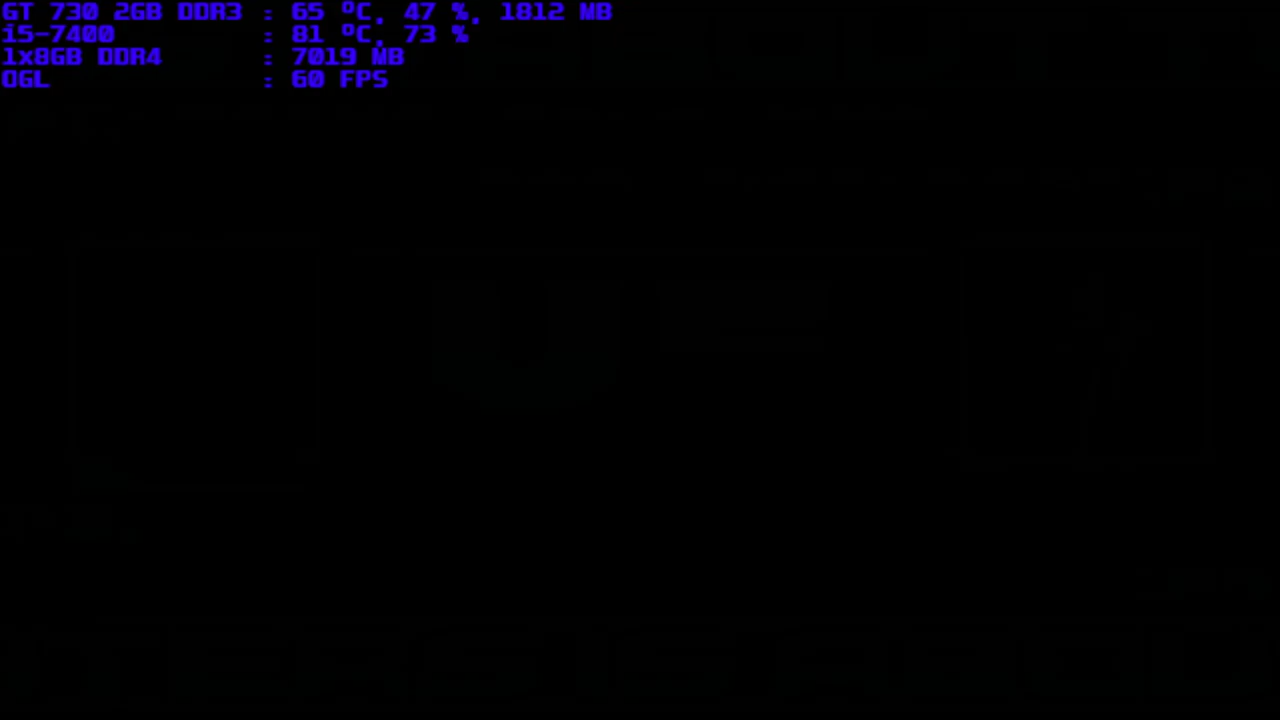 GT 730 2GB DDR3 : 65 ºC, 47 %, 1812 MB
i5-7400 : 81 ºC, 73 %
1x8GB DDR4 : 7019 MB
OGL : 60 FPS